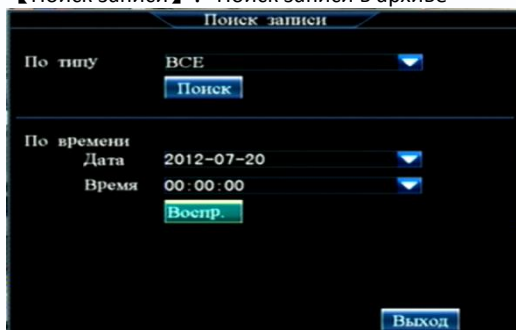 【Поиск записи】: Поиск записи в архиве
Поиск записи
По типу ВСЕ
Поиск
По времени
Дата 2012-07-20
Время 00:00:00
Воспр.
Выход